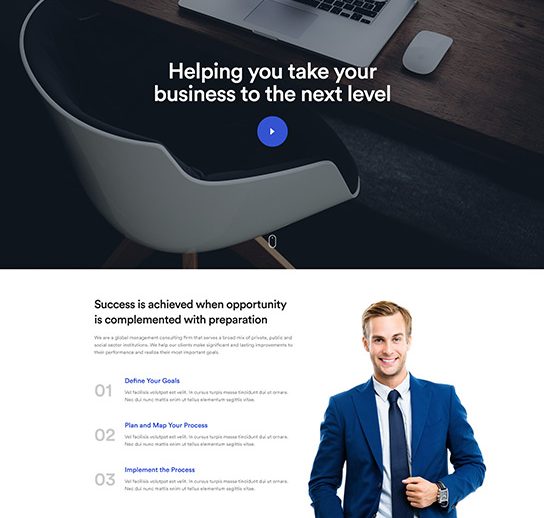 Helping you take your
business to the next level
Success is achieved when opportunity
is complemented with preparation
We are a global management consulting firm that serves a broad mix of private, public and
social sector institutions. We help our clients make significant and lasting improvements to
their performance and realize their most important goals.
01
Define Your Goals
Vel facilisis volutpat est velit. In cursus turpis massa tincidunt dui ut ornare.
Nec dui nunc mattis enim ut tellus elementum sagittis vitae.
02
Plan and Map Your Process
Vel facilisis volutpat est velit. In cursus turpis massa tincidunt dui ut ornare.
Nec dui nunc mattis enim ut tellus elementum sagittis vitae.
03
Implement the Process
Vel facilisis volutpat est velit. In cursus turpis massa tincidunt dui ut ornare.
Nec dui nunc mattis enim ut tellus elementum sagittis vitae.